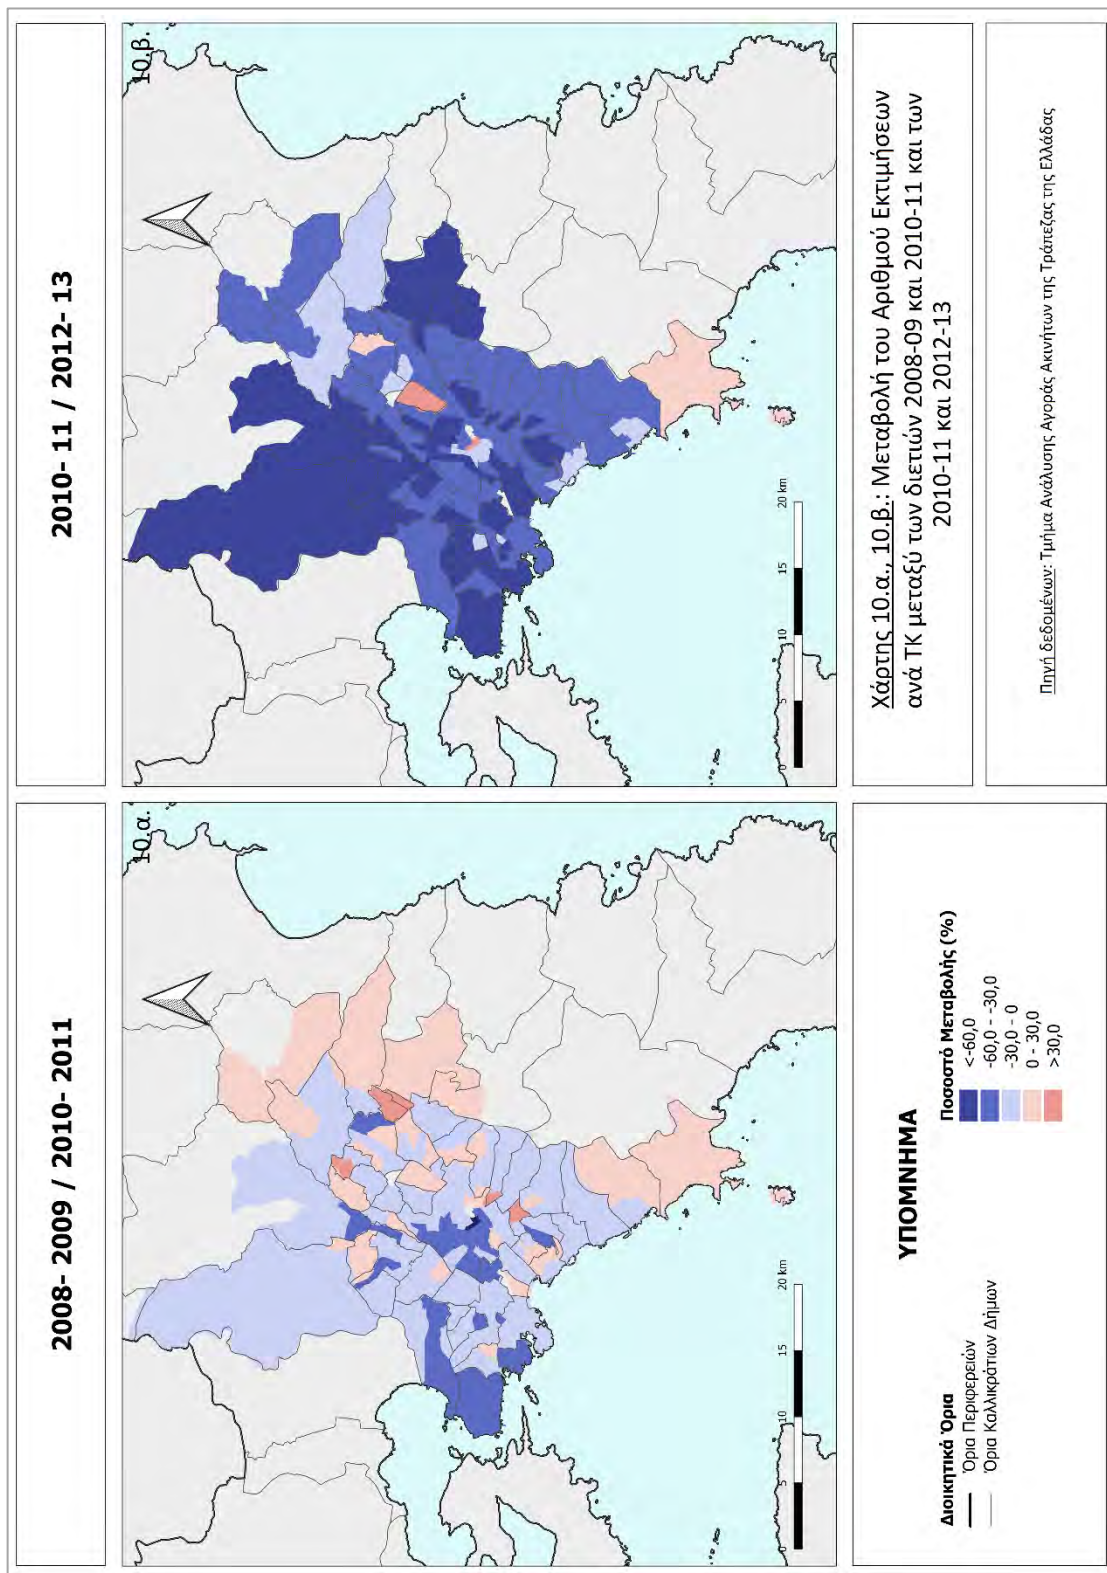 2008- 2009 / 2010- 2011
10.α.
0 5 10 15 20 km
2010- 11 / 2012- 13
10.β.
0 5 10 15 20 km
ΥΠΟΜΝΗΜΑ
Διοικητικά Όρια
Όρια Περιφερειών
Όρια Καλλικράτιων Δήμων
Ποσοστό Μεταβολής (%)
<-60,0
-60,0 - -30,0
-30,0 - 0
0 - 30,0
>30,0
Χάρτης 10.α., 10.β.: Μεταβολή του Αριθμού Εκτιμήσεων
ανά ΤΚ μεταξύ των διετιών 2008-09 και 2010-11 και των
2010-11 και 2012-13
Πηγή δεδομένων: Τμήμα Ανάλυσης Αγοράς Ακινήτων της Τράπεζας της Ελλάδας